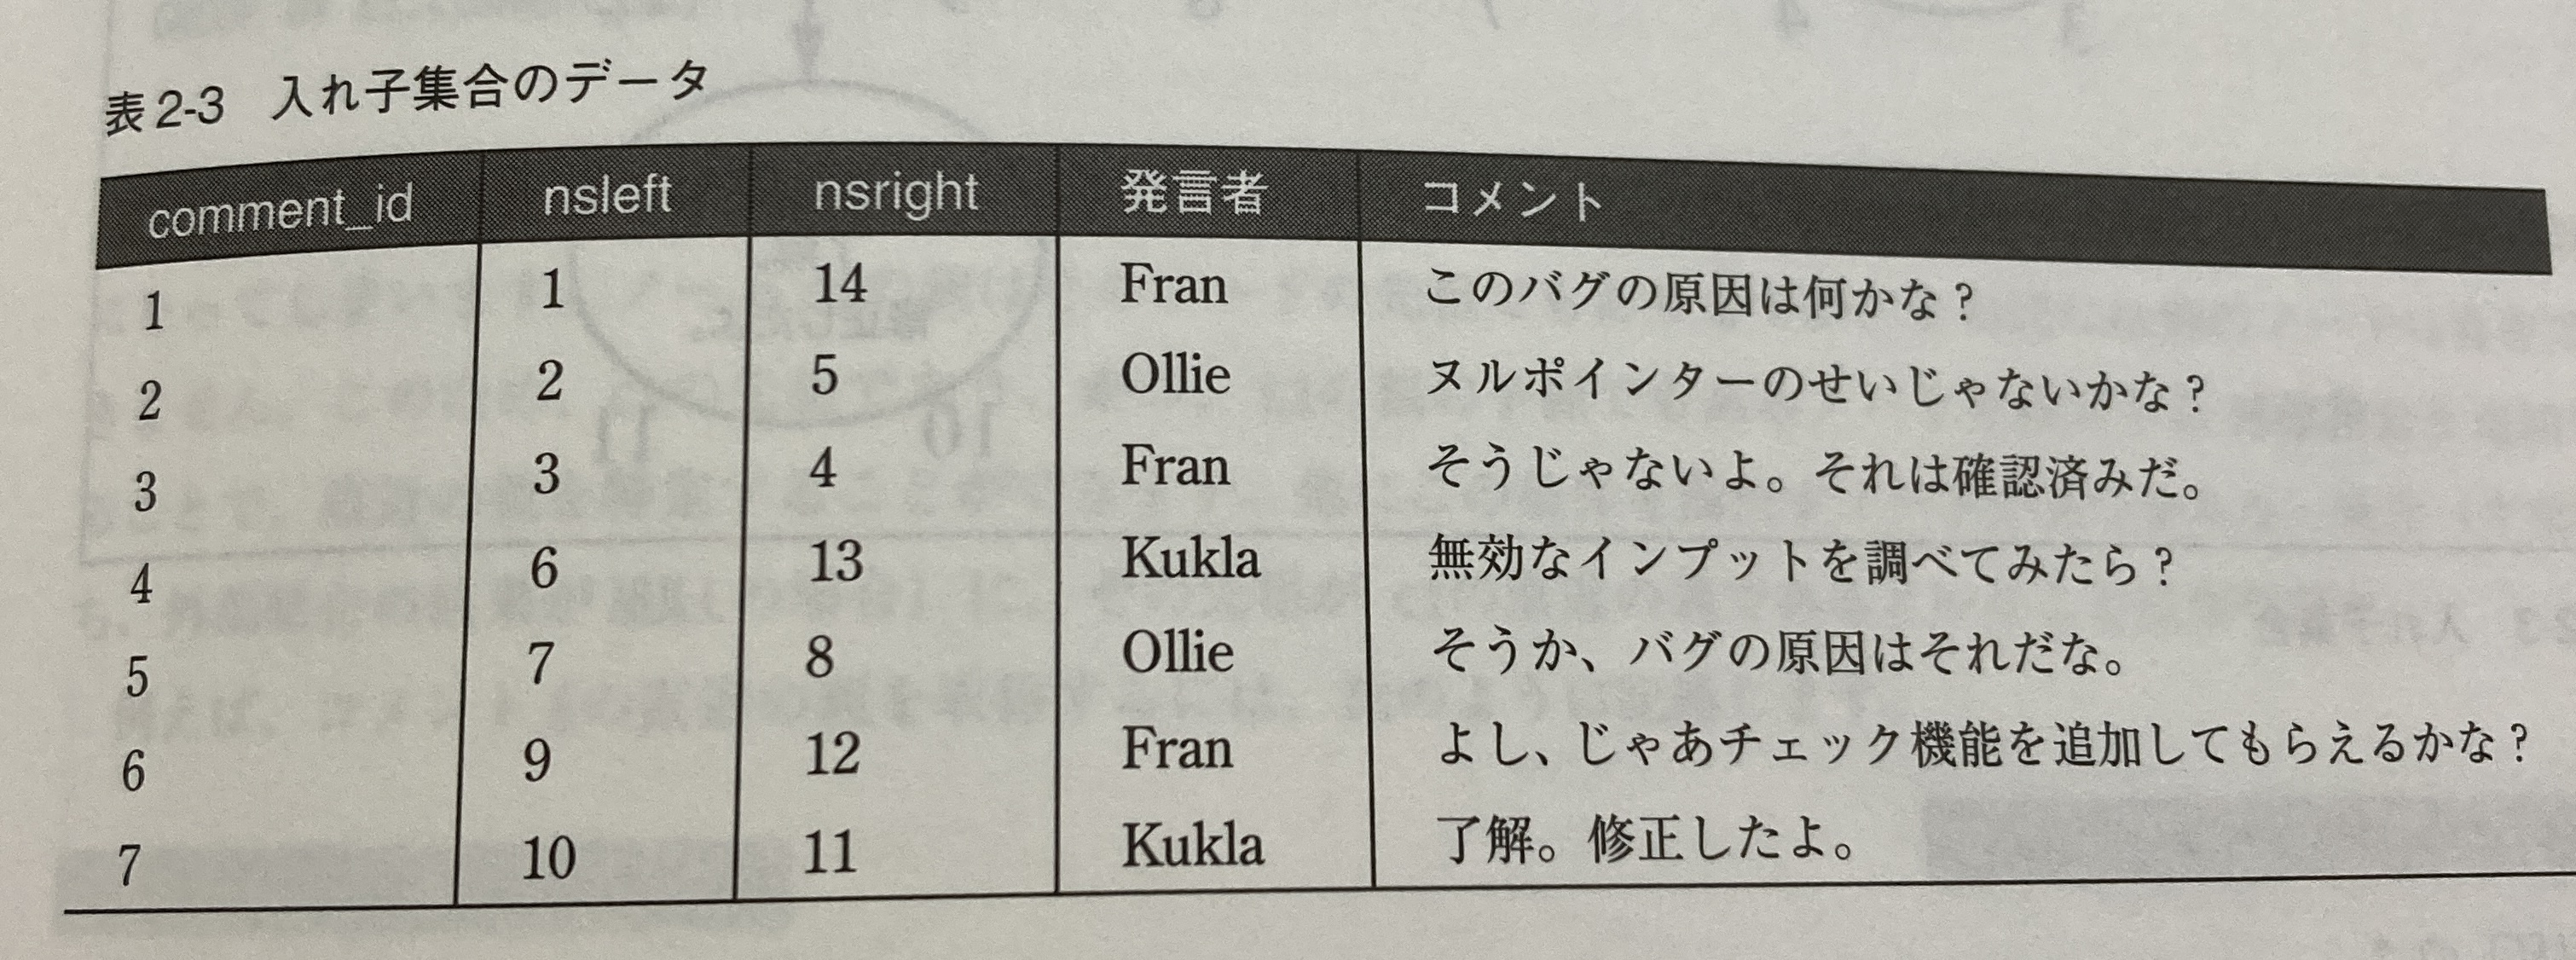 表2-3 入れ子集合のデータ
comment_id nsleft nsright 発言者 コメント
1 1 14 Fran このバグの原因は何かな?
2 2 5 Ollie ヌルポインターのせいじゃないかな?
3 3 4 Fran そうじゃないよ。それは確認済みだ。
4 6 13 Kukla 無効なインプットを調べてみたら?
5 7 8 Ollie そうか、バグの原因はそれだな。
6 9 12 Fran よし、じゃあチェック機能を追加してもらえるかな?
7 10 11 Kukla 了解。修正したよ。